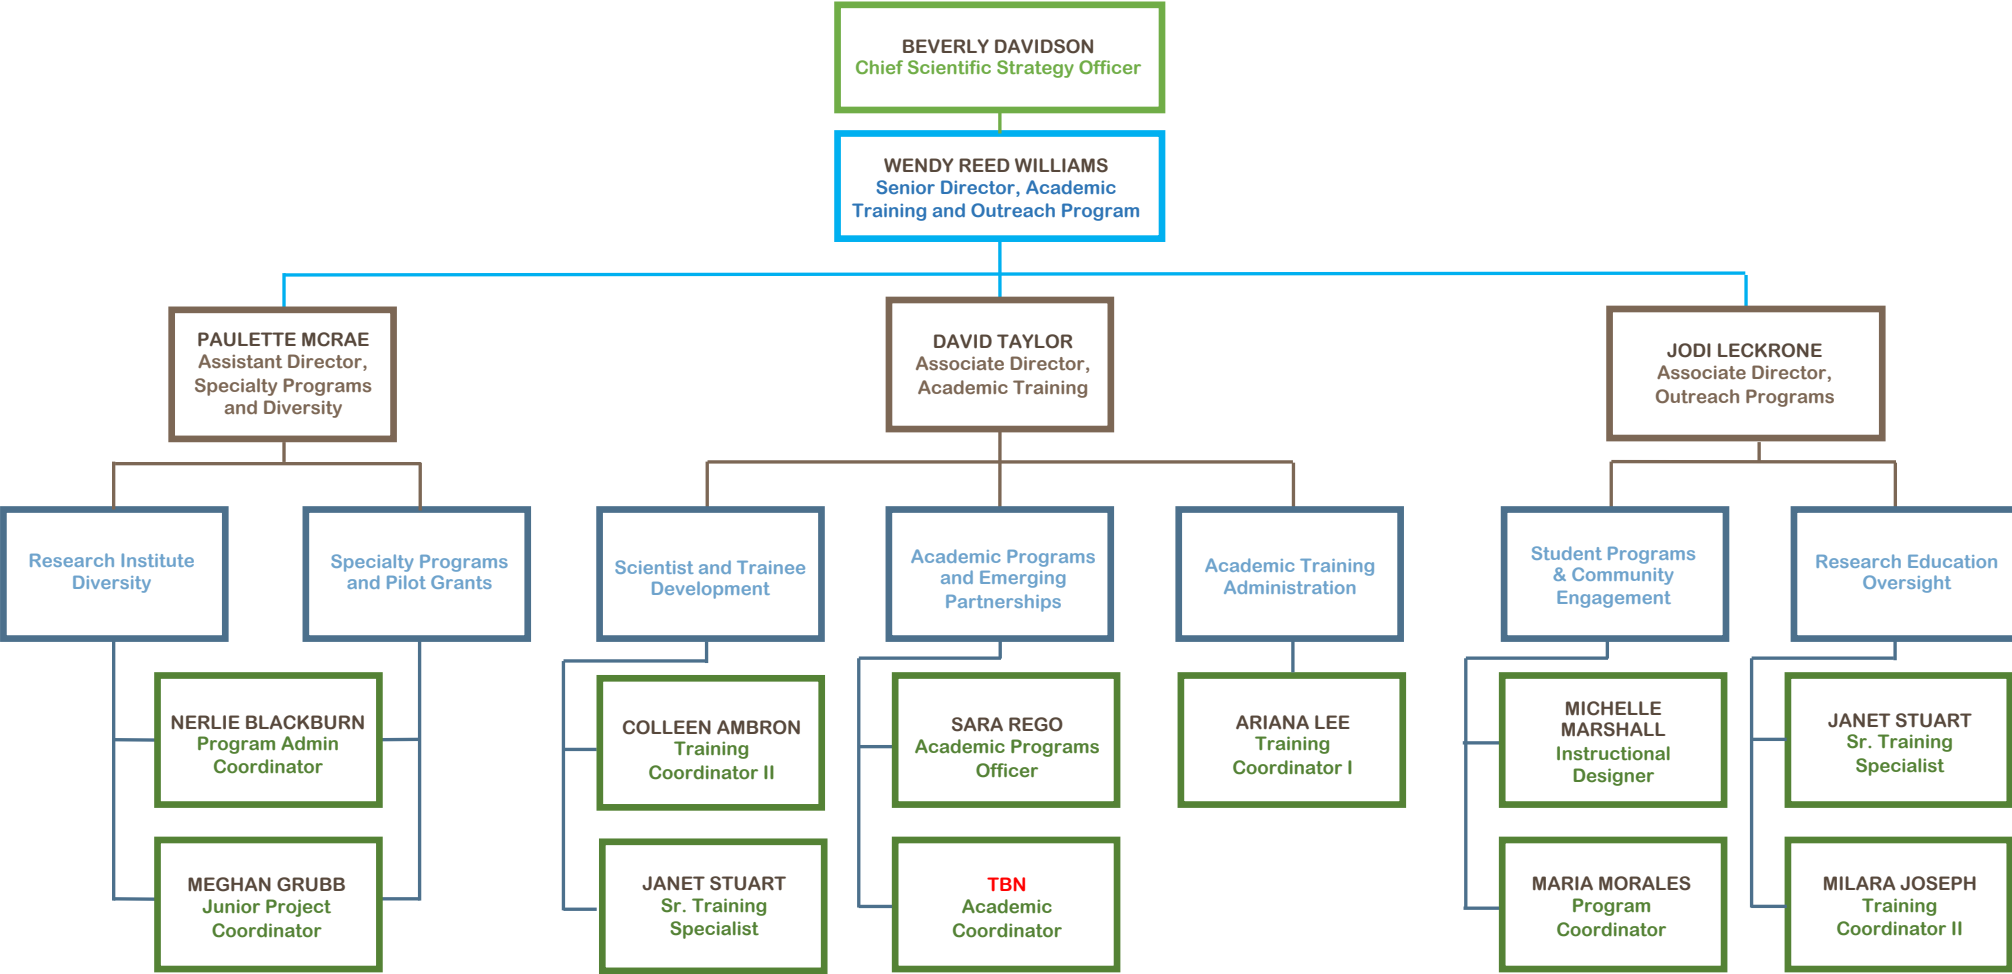 BEVERLY DAVIDSON
Chief Scientific Strategy Officer
WENDY REED WILLIAMS
Senior Director, Academic
Training and Outreach Program
PAULETTE MCRAE
Assistant Director,
Specialty Programs
and Diversity
DAVID TAYLOR
Associate Director,
Academic Training
JODI LECKRONE
Associate Director,
Outreach Programs
Research Institute
Diversity
Specialty Programs
and Pilot Grants
Scientist and Trainee
Development
Academic Programs
and Emerging
Partnerships
Academic Training
Administration
Student Programs
& Community
Engagement
Research Education
Oversight
NERLIE BLACKBURN
Program Admin
Coordinator
COLLEEN AMBRON
Training
Coordinator II
SARA REGO
Academic Programs
Officer
ARIANA LEE
Training
Coordinator I
MICHELLE
MARSHALL
Instructional
Designer
JANET STUART
Sr. Training
Specialist
MEGHAN GRUBB
Junior Project
Coordinator
JANET STUART
Sr. Training
Specialist
TBN
Academic
Coordinator
MARIA MORALES
Program
Coordinator
MILARA JOSEPH
Training
Coordinator II